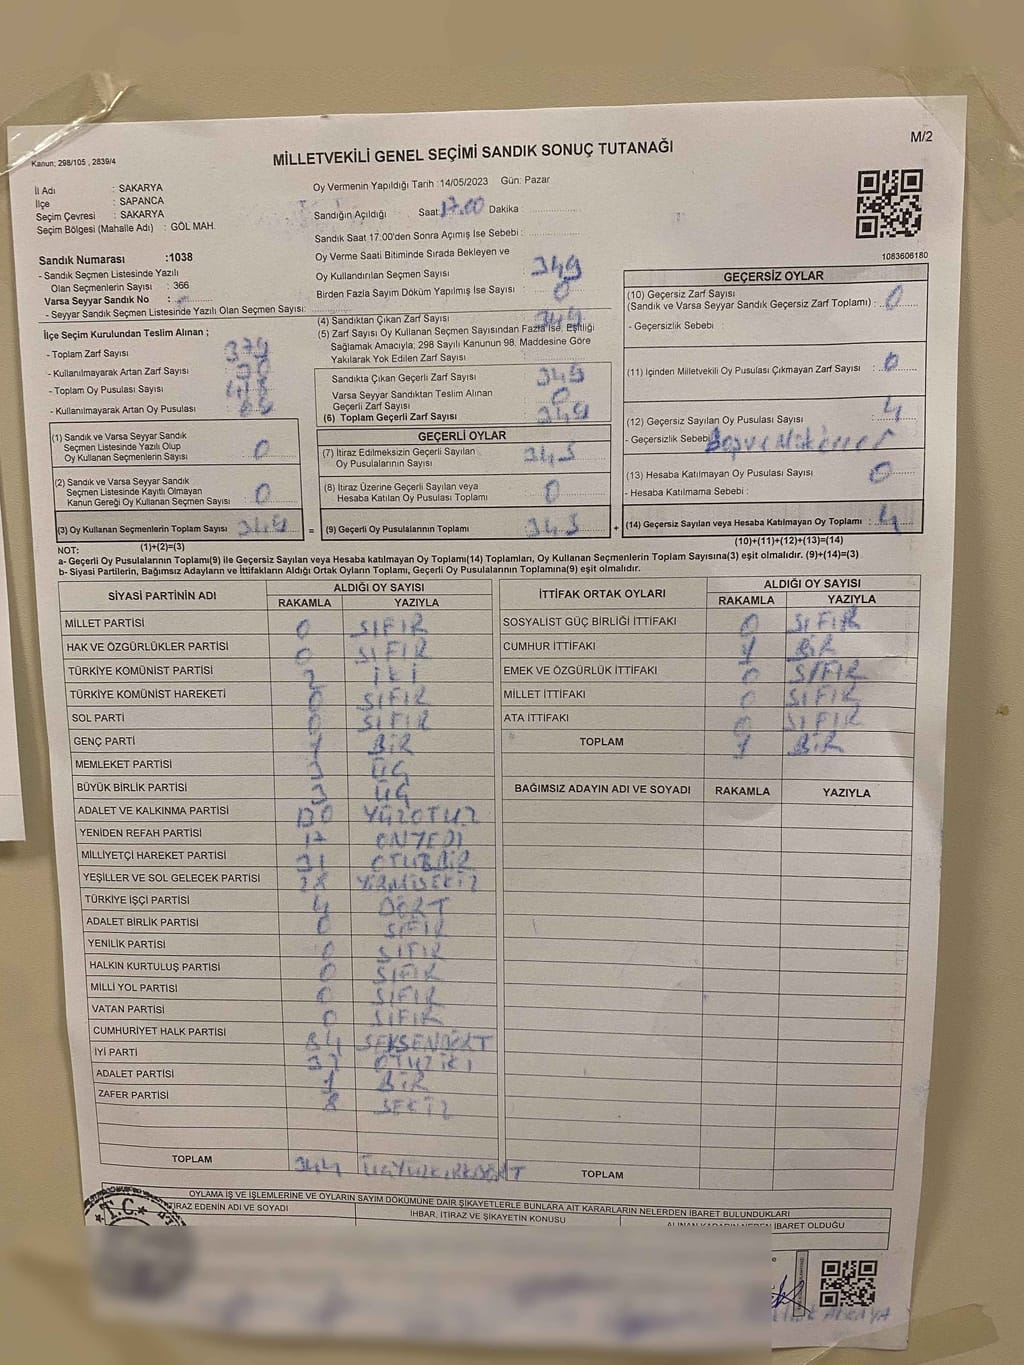 M/2
Kanun; 298/105 , 2839/4
MİLLETVEKİLİ GENEL SEÇİMİ SANDIK SONUÇ TUTANAĞI
İl Adı : SAKARYA
İlçe : SAPANCA
Seçim Çevresi : SAKARYA
Seçim Bölgesi (Mahalle Adı) : GÖL MAH.
Oy Vermenin Yapıldığı Tarih :14/05/2023 Gün: Pazar
Sandığın Açıldığı Saat: 17.00 Dakika :
Sandık Saat 17:00'den Sonra Açımış İse Sebebi :
Sandık Numarası :1038
- Sandık Seçmen Listesinde Yazılı
Olan Seçmenlerin Sayısı : 366
Varsa Seyyar Sandık No :
- Seyyar Sandık Seçmen Listesinde Yazılı Olan Seçmen Sayısı:
Oy Verme Saati Bitiminde Sırada Bekleyen ve
Oy Kullandırılan Seçmen Sayısı : 349
Birden Fazla Sayım Döküm Yapılmış İse Sayısı : 0
1083606180
İlçe Seçim Kurulundan Teslim Alınan ;
- Toplam Zarf Sayısı : 379
- Kullanılmayarak Artan Zarf Sayısı : 30
- Toplam Oy Pusulası Sayısı :
- Kullanılmayarak Artan Oy Pusulası :
(4) Sandıktan Çıkan Zarf Sayısı : 349
(5) Zarf Sayısı Oy Kullanan Seçmen Sayısından Fazla İse, Eşitliği
Sağlamak Amacıyla; 298 Sayılı Kanunun 98. Maddesine Göre
Yakılarak Yok Edilen Zarf Sayısı :
Sandıkta Çıkan Geçerli Zarf Sayısı : 349
Varsa Seyyar Sandıktan Teslim Alınan
Geçerli Zarf Sayısı : 0
(6) Toplam Geçerli Zarf Sayısı : 349
GEÇERLİ OYLAR
(7) İtiraz Edilmeksizin Geçerli Sayılan
Oy Pusulalarının Sayısı : 345
(8) İtiraz Üzerine Geçerli Sayılan veya
Hesaba Katılan Oy Pusulası Toplamı : 0
(1) Sandık ve Varsa Seyyar Sandık
Seçmen Listesinde Yazılı Olup
Oy Kullanan Seçmenlerin Sayısı : 0
(2) Sandık ve Varsa Seyyar Sandık
Seçmen Listesinde Kayıtlı Olmayan
Kanun Gereği Oy Kullanan Seçmen Sayısı : 0
GEÇERSİZ OYLAR
(10) Geçersiz Zarf Sayısı
(Sandık ve Varsa Seyyar Sandık Geçersiz Zarf Toplamı) : 0
- Geçersizlik Sebebi :
(11) İçinden Milletvekili Oy Pusulası Çıkmayan Zarf Sayısı : 0
(12) Geçersiz Sayılan Oy Pusulası Sayısı : 4
- Geçersizlik Sebebi:
(13) Hesaba Katılmayan Oy Pusulası Sayısı : 0
- Hesaba Katılmama Sebebi :
(3) Oy Kullanan Seçmenlerin Toplam Sayısı : 349 = (9) Geçerli Oy Pusulalarının Toplamı : 345 + (14) Geçersiz Sayılan veya Hesaba Katılmayan Oy Toplamı : 4
NOT: (1)+(2)=(3) (10)+(11)+(12)+(13)=(14)
a- Geçerli Oy Pusulalarının Toplamı(9) ile Geçersiz Sayılan veya Hesaba katılmayan Oy Toplamı(14) Toplamları, Oy Kullanan Seçmenlerin Toplam Sayısına(3) eşit olmalıdır. (9)+(14)=(3)
b- Siyasi Partilerin, Bağımsız Adayların ve İttifakların Aldığı Ortak Oyların Toplamı, Geçerli Oy Pusulalarının Toplamına(9) eşit olmalıdır.
SİYASİ PARTİNİN ADI ALDIĞI OY SAYISI
RAKAMLA YAZIYLA
MİLLET PARTİSİ 0 SIFIR
HAK VE ÖZGÜRLÜKLER PARTİSİ 0 SIFIR
TÜRKİYE KOMÜNİST PARTİSİ 2 İKİ
TÜRKİYE KOMÜNİST HAREKETİ 0 SIFIR
SOL PARTİ 0 SIFIR
GENÇ PARTİ 1 BİR
MEMLEKET PARTİSİ 3 ÜÇ
BÜYÜK BİRLİK PARTİSİ 3 ÜÇ
ADALET VE KALKINMA PARTİSİ 130 YÜZOTUZ
YENİDEN REFAH PARTİSİ 17 ONYEDİ
MİLLİYETÇİ HAREKET PARTİSİ 31 OTUZBİR
YEŞİLLER VE SOL GELECEK PARTİSİ 28 YİRMİSEKİZ
TÜRKİYE İŞÇİ PARTİSİ 4 DÖRT
ADALET BİRLİK PARTİSİ 0 SIFIR
YENİLİK PARTİSİ 0 SIFIR
HALKIN KURTULUŞ PARTİSİ 0 SIFIR
MİLLİ YOL PARTİSİ 0 SIFIR
VATAN PARTİSİ 0 SIFIR
CUMHURİYET HALK PARTİSİ 84 SEKSENDÖRT
İYİ PARTİ 32 OTUZİKİ
ADALET PARTİSİ 1 BİR
ZAFER PARTİSİ 8 SEKİZ
TOPLAM 344 ÜÇYÜZKIRKDÖRT
İTTİFAK ORTAK OYLARI ALDIĞI OY SAYISI
RAKAMLA YAZIYLA
SOSYALİST GÜÇ BİRLİĞİ İTTİFAKI 0 SIFIR
CUMHUR İTTİFAKI 1 BİR
EMEK VE ÖZGÜRLÜK İTTİFAKI 0 SIFIR
MİLLET İTTİFAKI 0 SIFIR
ATA İTTİFAKI 0 SIFIR
TOPLAM 1 BİR
BAĞIMSIZ ADAYIN ADI VE SOYADI RAKAMLA YAZIYLA
TOPLAM
OYLAMA İŞ VE İŞLEMLERİNE VE OYLARIN SAYIM DÖKÜMÜNE DAİR ŞİKAYETLERLE BUNLARA AİT KARARLARIN NELERDEN İBARET BULUNDUKLARI
İTİRAZ EDENİN ADI VE SOYADI İHBAR, İTİRAZ VE ŞİKAYETİN KONUSU ALINAN KARARIN NEDEN İBARET OLDUĞU
T.C.